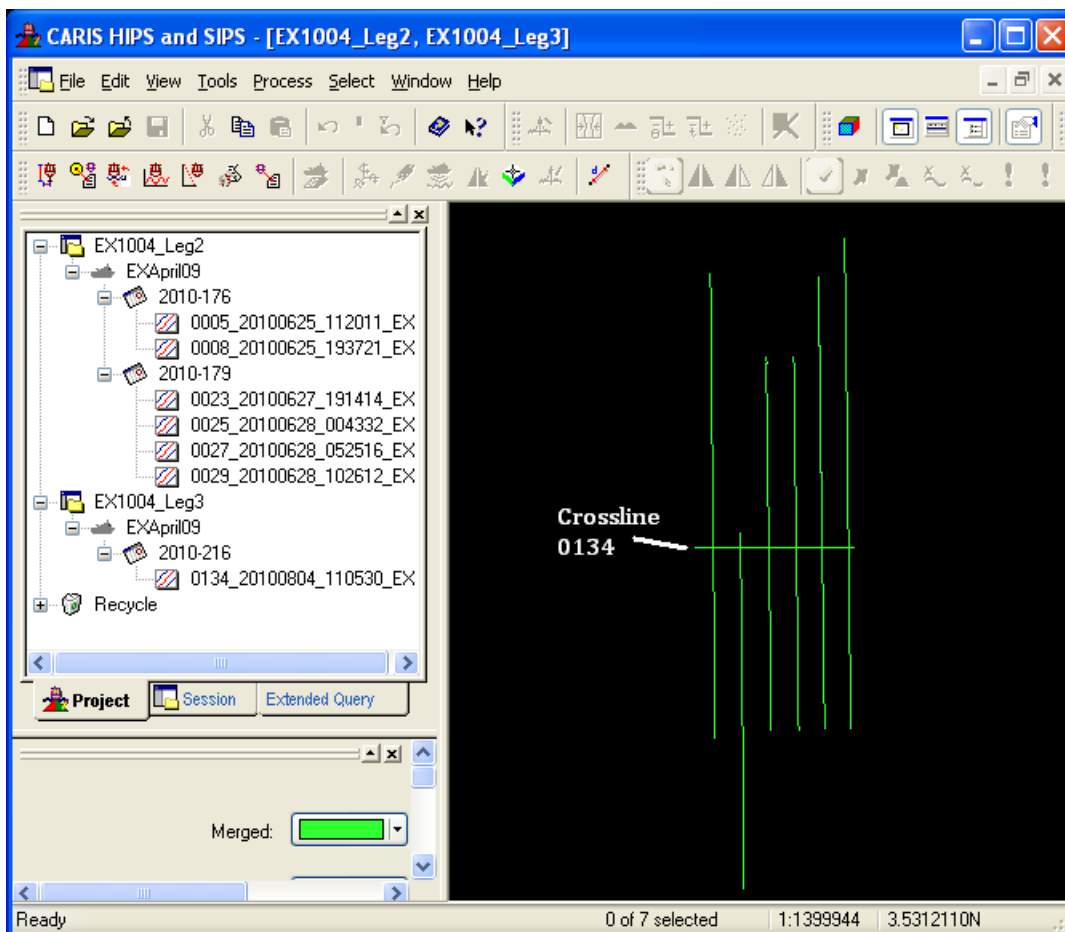 CARIS HIPS and SIPS - [EX1004_Leg2, EX1004_Leg3]
File Edit View Tools Process Select Window Help
EX1004_Leg2
EXApril09
2010-176
0005_20100625_112011_EX
0008_20100625_193721_EX
2010-179
0023_20100627_191414_EX
0025_20100628_004332_EX
0027_20100628_052516_EX
0029_20100628_102612_EX
EX1004_Leg3
EXApril09
2010-216
0134_20100804_110530_EX
Recycle
Project Session Extended Query
Merged:
Crossline
0134
Ready 0 of 7 selected 1:1399944 3.5312110N